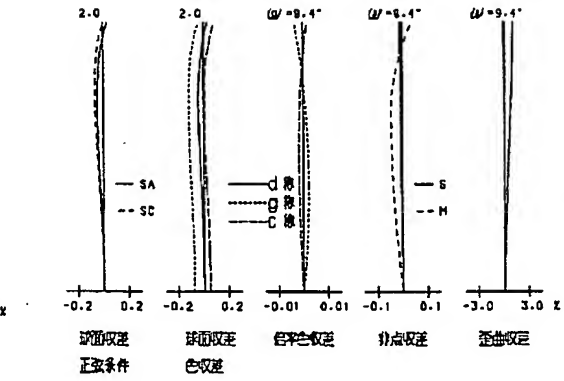 2.0 2.0 ω=8.4° ω=8.4° ω=9.4°
SA
SC
d 線
g 線
C 線
S
M
% -0.2 0.2 -0.2 0.2 -0.01 0.01 -0.1 0.1 -3.0 3.0 %
球面収差 球面収差 倍率色収差 非点収差 歪曲収差
正弦条件 色収差